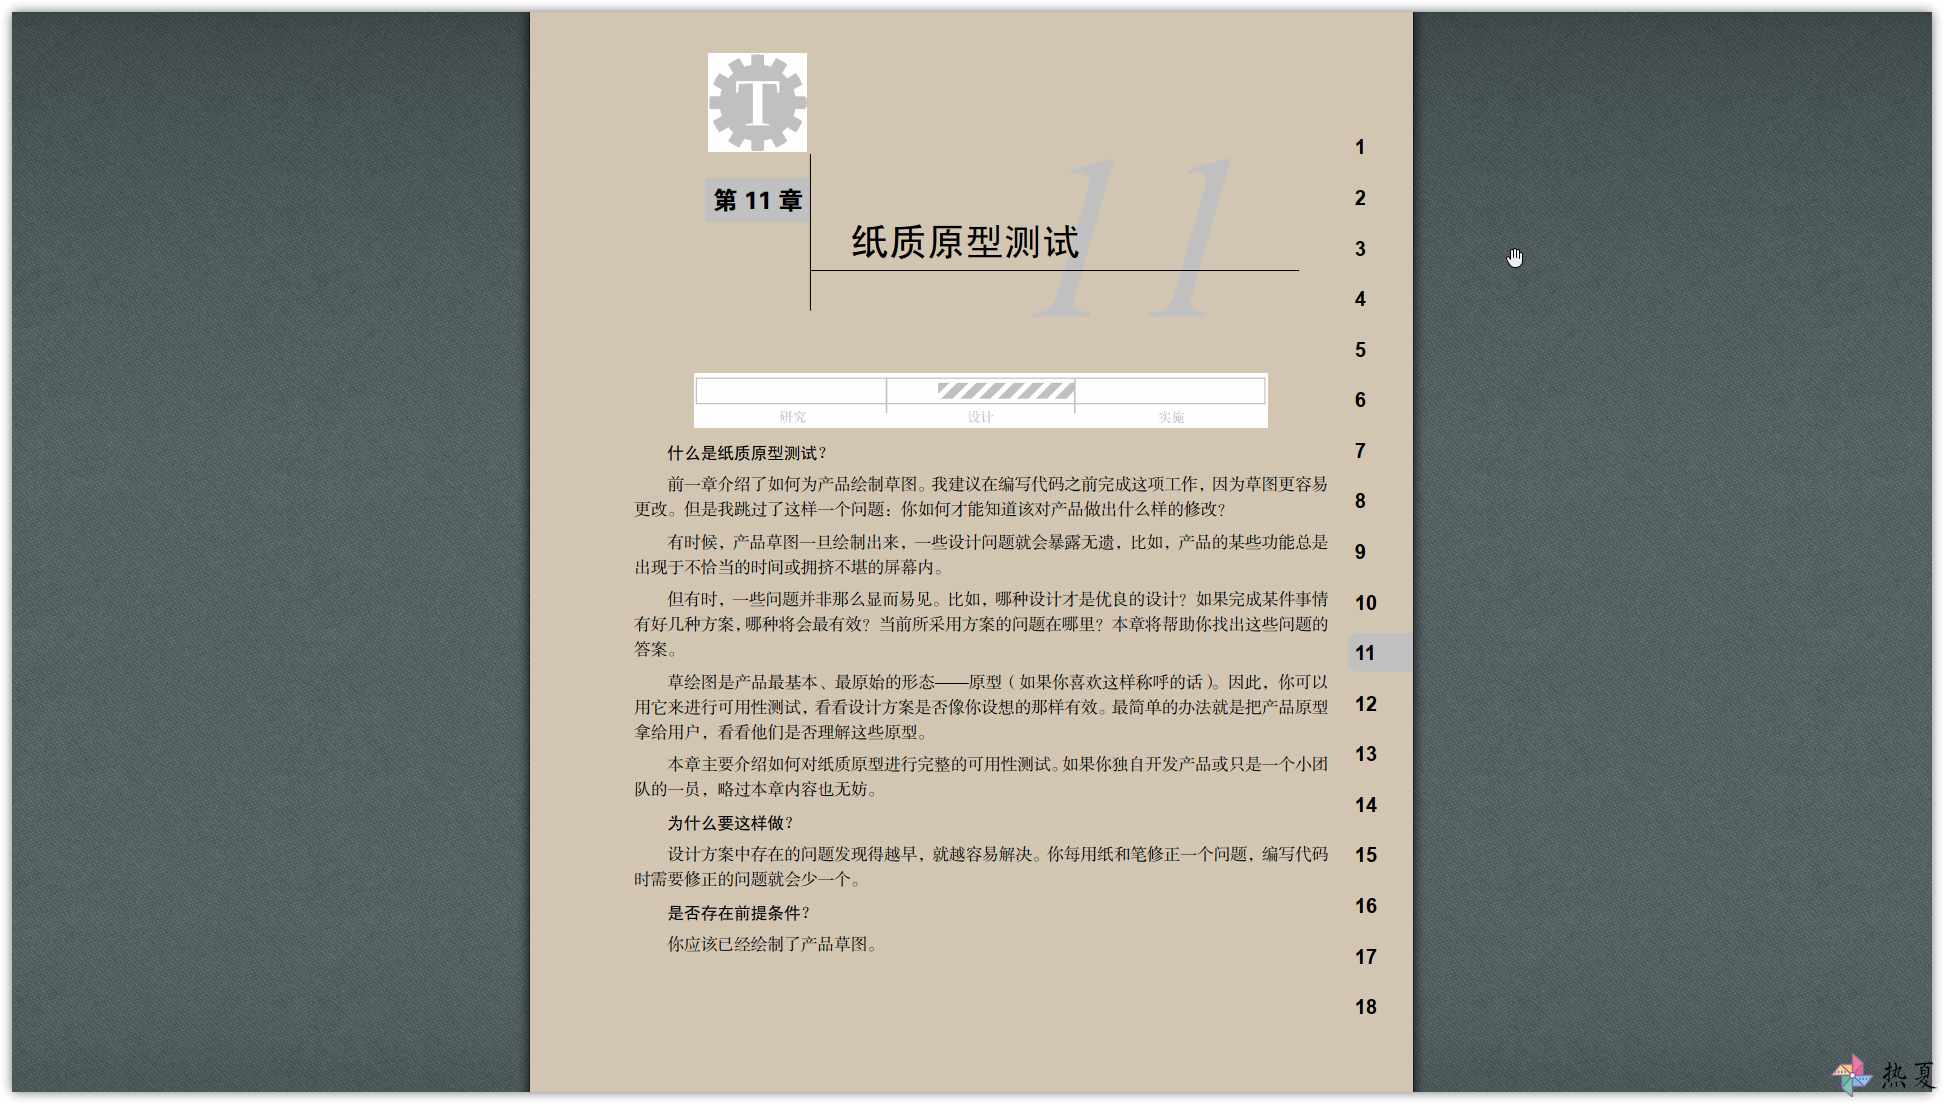 T
第 11 章
11
纸质原型测试
研究 设计 实施
什么是纸质原型测试？
前一章介绍了如何为产品绘制草图。我建议在编写代码之前完成这项工作，因为草图更容易
更改。但是我跳过了这样一个问题：你如何才能知道该对产品做出什么样的修改？
有时候，产品草图一旦绘制出来，一些设计问题就会暴露无遗，比如，产品的某些功能总是
出现于不恰当的时间或拥挤不堪的屏幕内。
但有时，一些问题并非那么显而易见。比如，哪种设计才是优良的设计？如果完成某件事情
有好几种方案，哪种将会最有效？当前所采用方案的问题在哪里？本章将帮助你找出这些问题的
答案。
草绘图是产品最基本、最原始的形态——原型（如果你喜欢这样称呼的话）。因此，你可以
用它来进行可用性测试，看看设计方案是否像你设想的那样有效。最简单的办法就是把产品原型
拿给用户，看看他们是否理解这些原型。
本章主要介绍如何对纸质原型进行完整的可用性测试。如果你独自开发产品或只是一个小团
队的一员，略过本章内容也无妨。
为什么要这样做？
设计方案中存在的问题发现得越早，就越容易解决。你每用纸和笔修正一个问题，编写代码
时需要修正的问题就会少一个。
是否存在前提条件？
你应该已经绘制了产品草图。
1
2
3
4
5
6
7
8
9
10
11
12
13
14
15
16
17
18
热夏